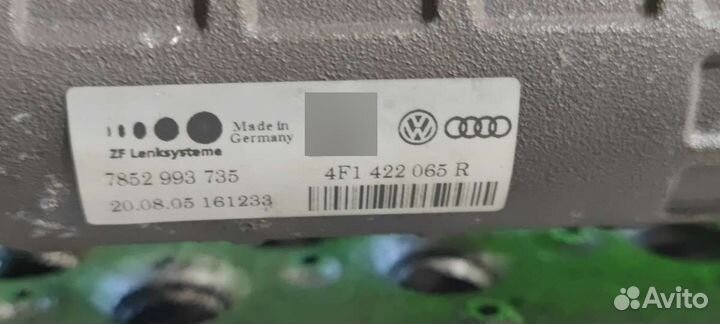 Made in
Germany
ZF Lenksysteme
7852 993 735
4F1 422 065 R
20.08.05 161233
Avito